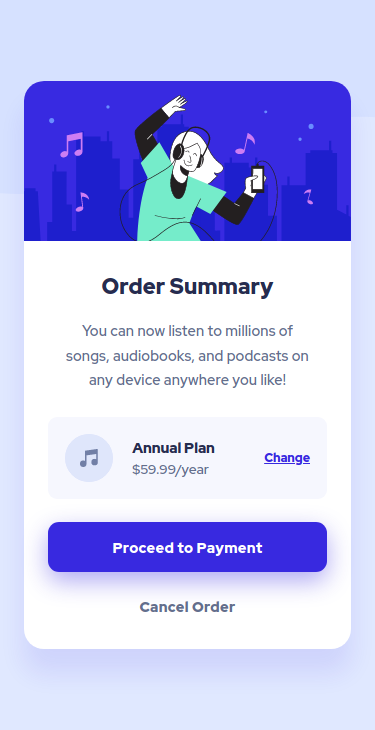 Order Summary
You can now listen to millions of
songs, audiobooks, and podcasts on
any device anywhere you like!
Annual Plan
$59.99/year
Change
Proceed to Payment
Cancel Order